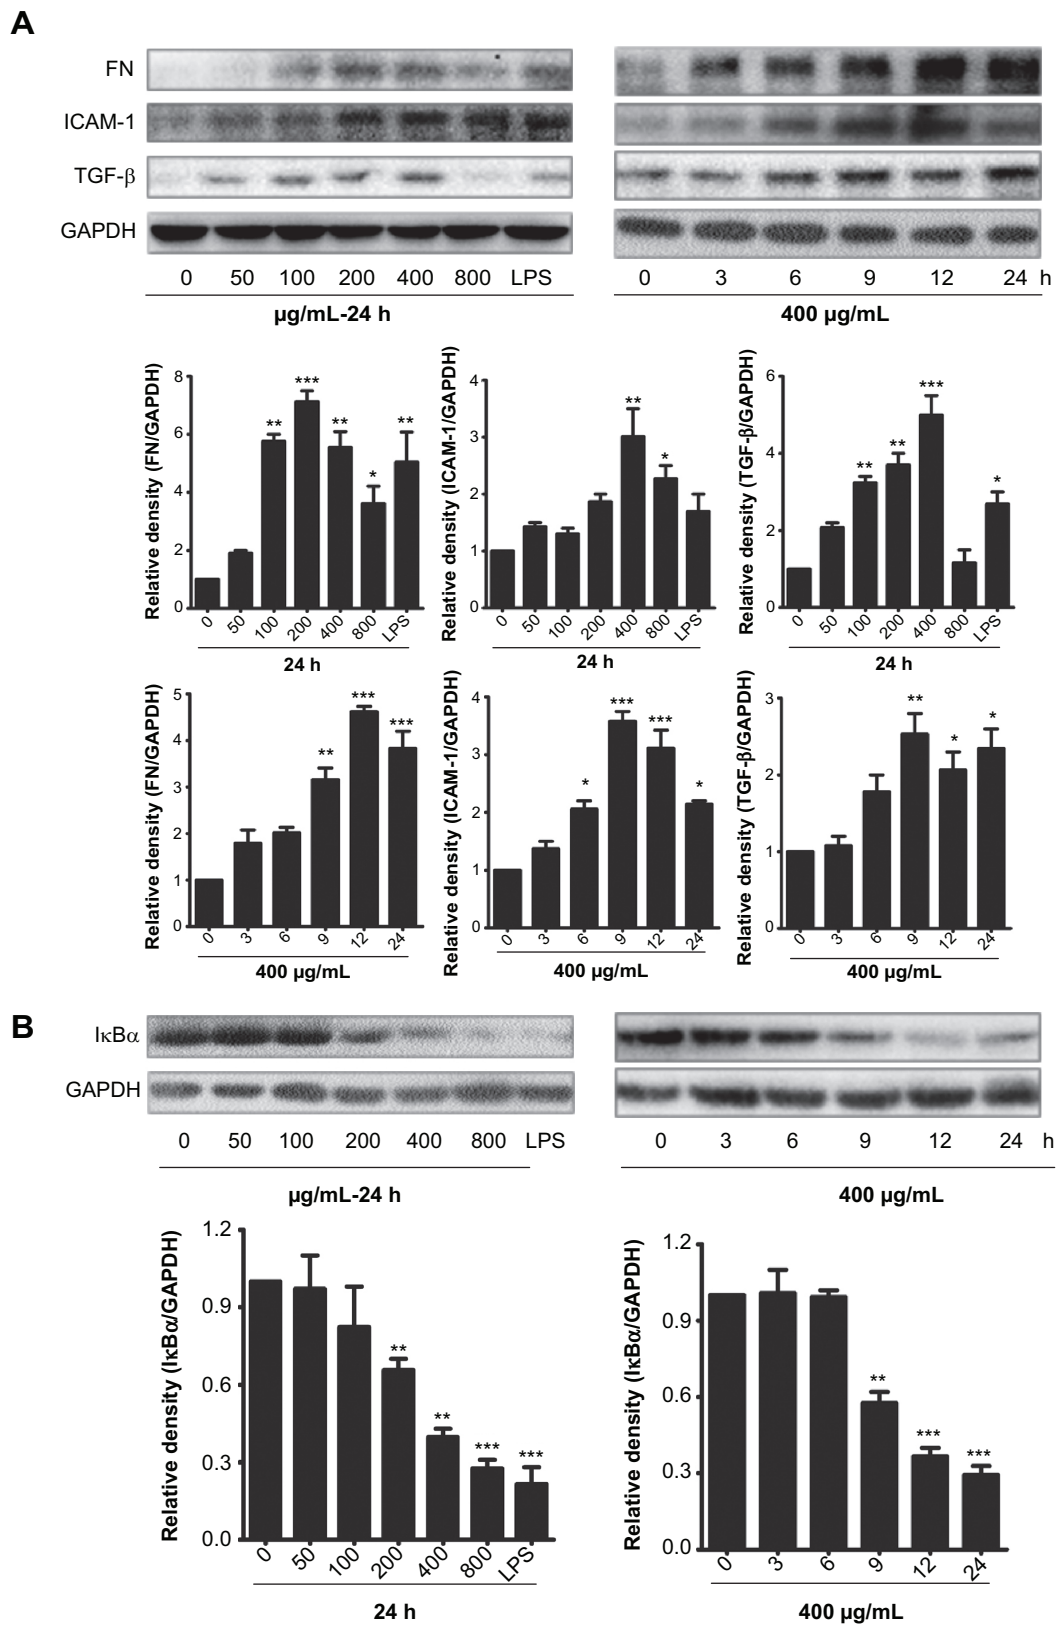 A
FN
ICAM-1
TGF-β
GAPDH
0 50 100 200 400 800 LPS
µg/mL-24 h
0 3 6 9 12 24 h
400 µg/mL
Relative density (FN/GAPDH)
8
6
4
2
0
** *** ** * **
0 50 100 200 400 800 LPS
24 h
Relative density (ICAM-1/GAPDH)
4
3
2
1
0
** *
0 50 100 200 400 800 LPS
24 h
Relative density (TGF-β/GAPDH)
6
4
2
0
** ** *** *
0 50 100 200 400 800 LPS
24 h
Relative density (FN/GAPDH)
5
4
3
2
1
0
** *** ***
0 3 6 9 12 24
400 µg/mL
Relative density (ICAM-1/GAPDH)
4
3
2
1
0
* *** *** *
0 3 6 9 12 24
400 µg/mL
Relative density (TGF-β/GAPDH)
3
2
1
0
** * *
0 3 6 9 12 24
400 µg/mL
B
IκBα
GAPDH
0 50 100 200 400 800 LPS
µg/mL-24 h
0 3 6 9 12 24 h
400 µg/mL
Relative density (IκBα/GAPDH)
1.2
0.9
0.6
0.3
0.0
** ** *** ***
0 50 100 200 400 800 LPS
24 h
Relative density (IκBα/GAPDH)
1.2
0.9
0.6
0.3
0.0
** *** ***
0 3 6 9 12 24
400 µg/mL